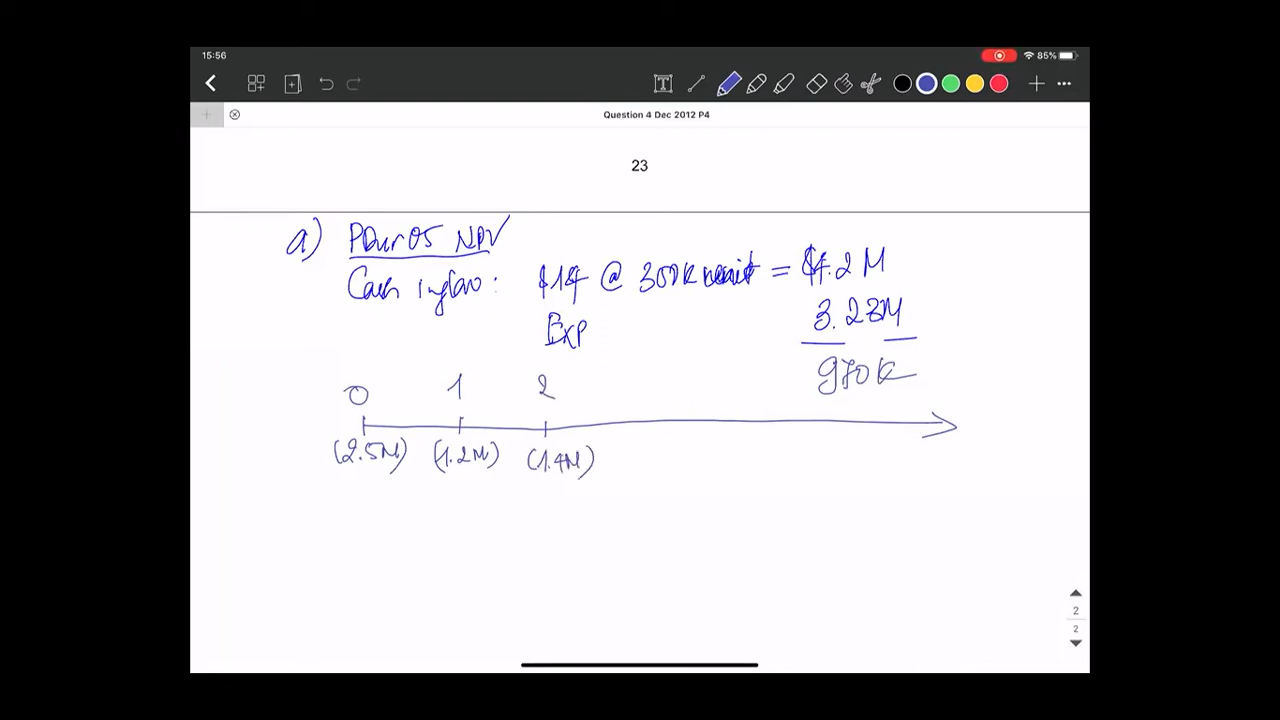 15:56
85%
Question 4 Dec 2012 P4
23
a) NPV
Cash inflow: $14 @ 300K unit = $4.2M
Exp 3.23M
970K
0 1 2
(2.5M) (1.2M) (1.4M)
2
2